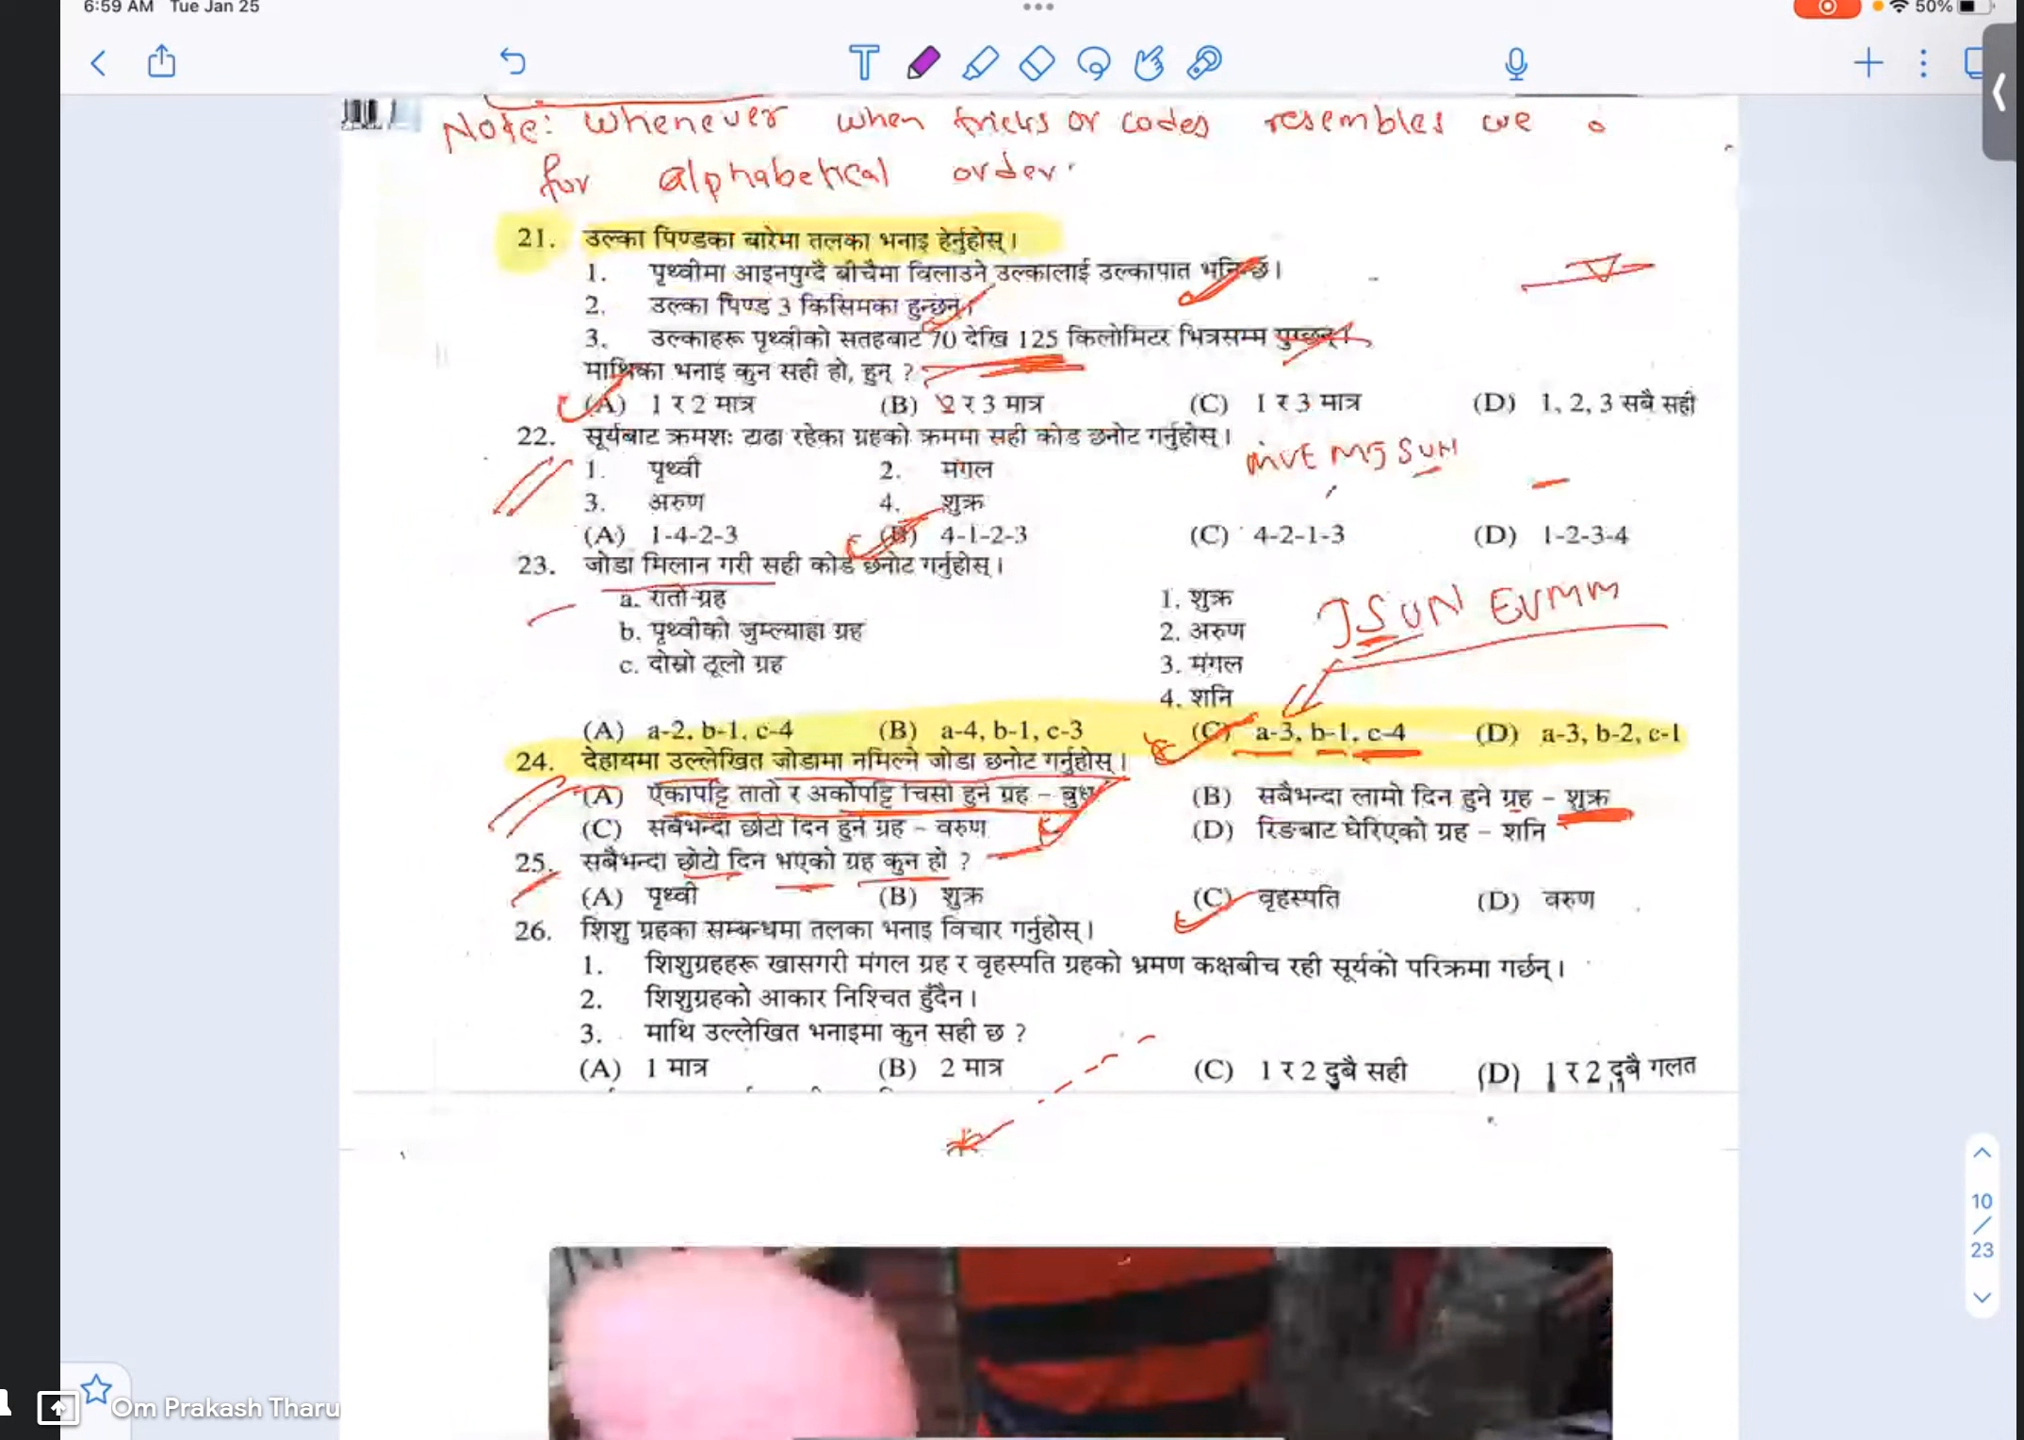 6:59 AM Tue Jan 25
50%
Note: whenever when tricks or codes resembles we
for alphabetical order.
21. उल्का पिण्डका बारेमा तलका भनाइ हेर्नुहोस् ।
1. पृथ्वीमा आइनपुग्दै बीचैमा विलाउने उल्कालाई उल्कापात भनिन्छ ।
2. उल्का पिण्ड 3 किसिमका हुन्छन् ।
3. उल्काहरू पृथ्वीको सतहबाट 70 देखि 125 किलोमिटर भित्रसम्म पुग्छन् ।
माथिका भनाइ कुन सही हो, हुन् ?
(A) 1 र 2 मात्र (B) 2 र 3 मात्र (C) 1 र 3 मात्र (D) 1, 2, 3 सबै सही
22. सूर्यबाट क्रमशः टाढा रहेका ग्रहको क्रममा सही कोड छनोट गर्नुहोस् ।
MVE MJ SUN
1. पृथ्वी 2. मंगल
3. अरुण 4. शुक्र
(A) 1-4-2-3 (B) 4-1-2-3 (C) 4-2-1-3 (D) 1-2-3-4
23. जोडा मिलान गरी सही कोड छनोट गर्नुहोस् ।
a. रातो ग्रह 1. शुक्र
JSUN EVMM
b. पृथ्वीको जुम्ल्याहा ग्रह 2. अरुण
c. दोस्रो ठूलो ग्रह 3. मंगल
4. शनि
(A) a-2, b-1, c-4 (B) a-4, b-1, c-3 (C) a-3, b-1, c-4 (D) a-3, b-2, c-1
24. देहायमा उल्लेखित जोडामा नमिल्ने जोडा छनोट गर्नुहोस् ।
(A) एकापट्टि तातो र अर्कोपट्टि चिसो हुने ग्रह – बुध (B) सबैभन्दा लामो दिन हुने ग्रह – शुक्र
(C) सबैभन्दा छोटो दिन हुने ग्रह – वरुण (D) रिङबाट घेरिएको ग्रह – शनि
25. सबैभन्दा छोटो दिन भएको ग्रह कुन हो ?
(A) पृथ्वी (B) शुक्र (C) वृहस्पति (D) वरुण
26. शिशु ग्रहका सम्बन्धमा तलका भनाइ विचार गर्नुहोस् ।
1. शिशुग्रहहरू खासगरी मंगल ग्रह र वृहस्पति ग्रहको भ्रमण कक्षबीच रही सूर्यको परिक्रमा गर्छन् ।
2. शिशुग्रहको आकार निश्चित हुँदैन ।
3. माथि उल्लेखित भनाइमा कुन सही छ ?
(A) 1 मात्र (B) 2 मात्र (C) 1 र 2 दुबै सही (D) 1 र 2 दुबै गलत
10
/
23
Om Prakash Tharu